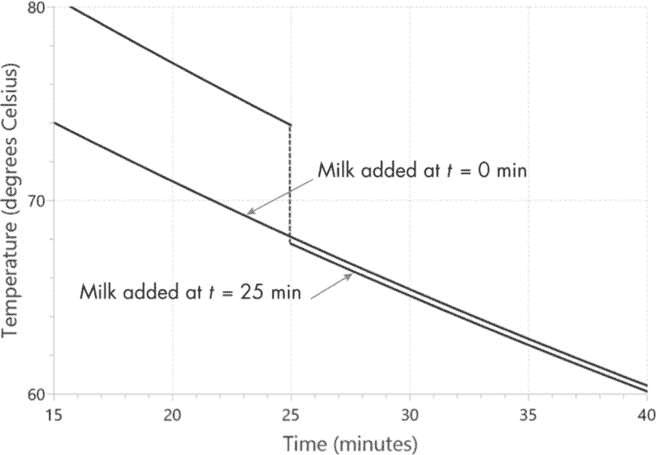 80
70
60
Temperature (degrees Celsius)
Milk added at t = 0 min
Milk added at t = 25 min
15 20 25 30 35 40
Time (minutes)